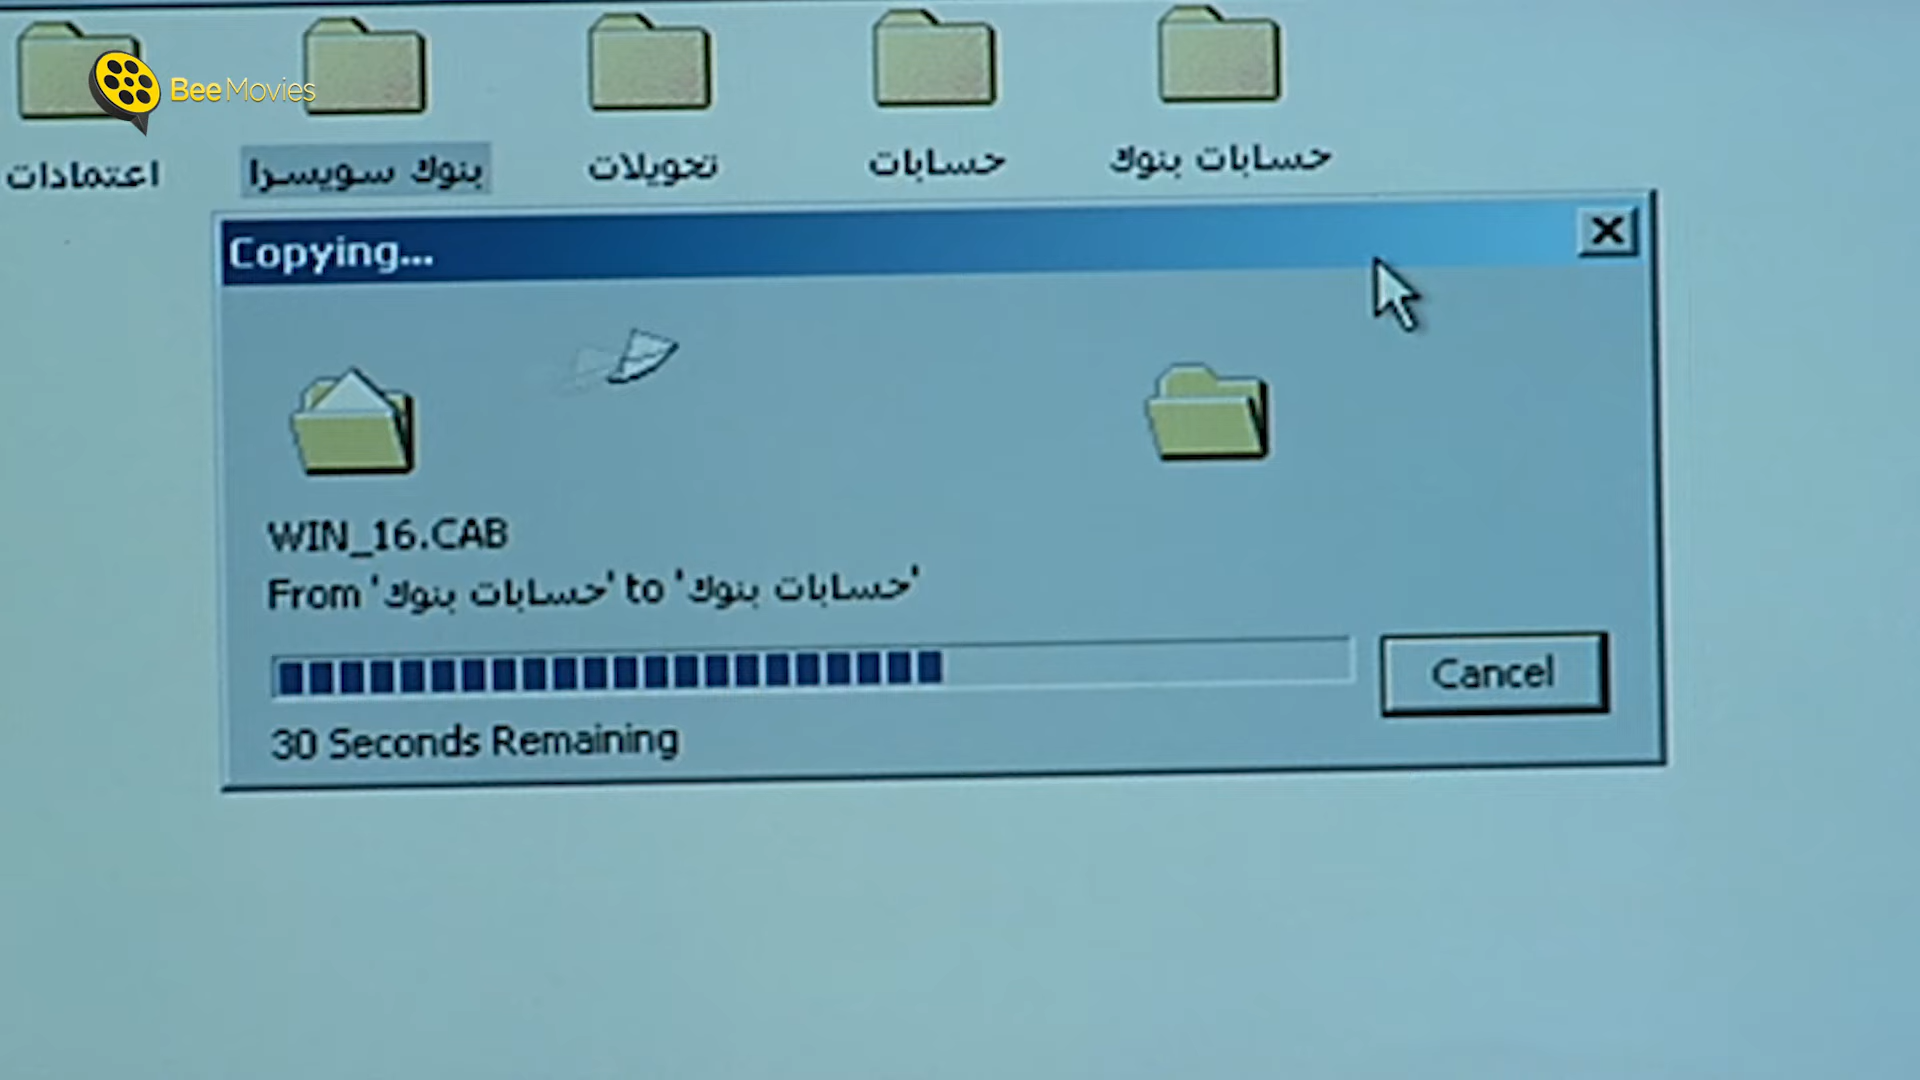 BeeMovies
اعتمادات
بنوك سويسرا
تحويلات
حسابات
حسابات بنوك
Copying...
WIN_16.CAB
From 'حسابات بنوك' to 'حسابات بنوك'
Cancel
30 Seconds Remaining